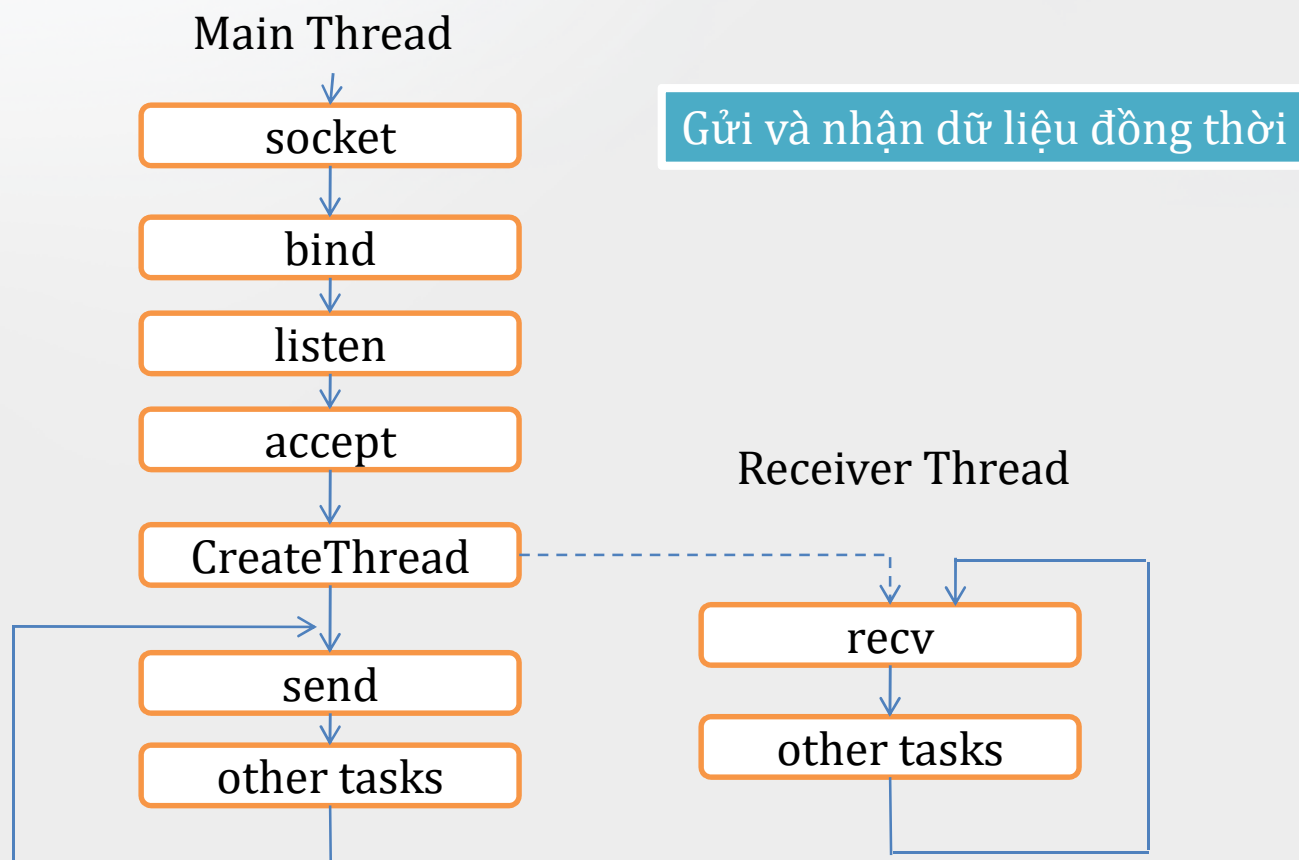 Main Thread
socket
Gửi và nhận dữ liệu đồng thời
bind
listen
accept
Receiver Thread
CreateThread
recv
send
other tasks
other tasks